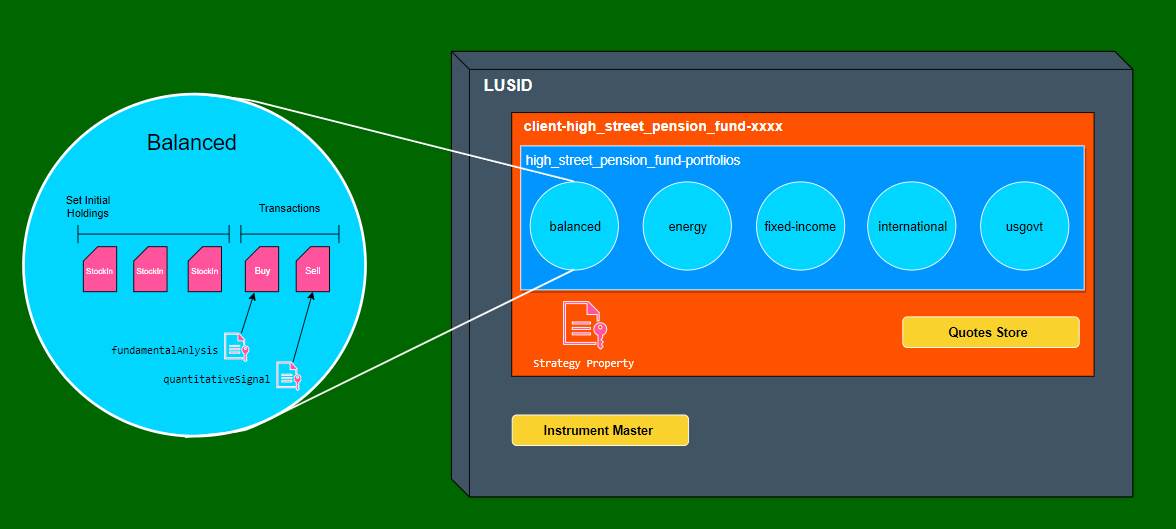 Balanced
Set Initial
Holdings
Transactions
StockIn
StockIn
StockIn
Buy
Sell
fundamentalAnlysis
quantitativeSignal
LUSID
client-high_street_pension_fund-xxxx
high_street_pension_fund-portfolios
balanced
energy
fixed-income
international
usgovt
Strategy Property
Quotes Store
Instrument Master